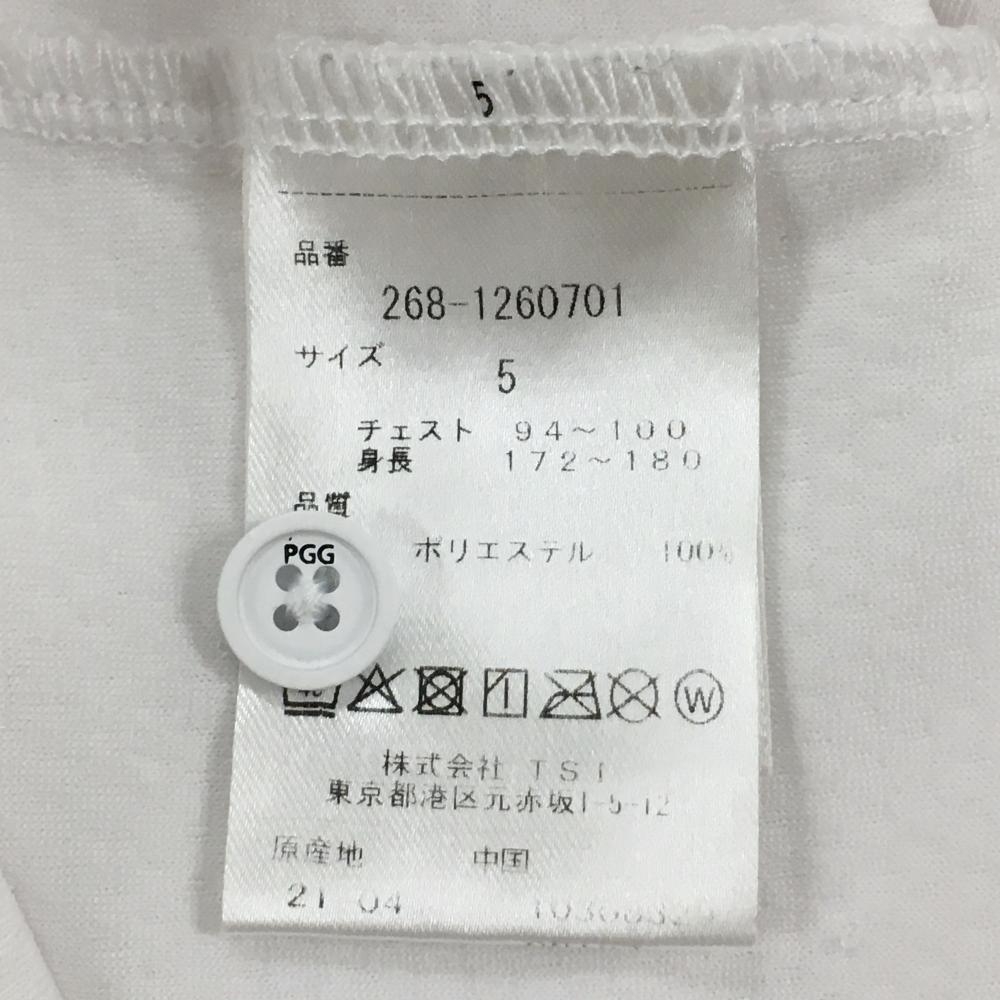 5
品番
268-1260701
サイズ
5
チェスト 94~100
身長 172~180
品質
PGG
ポリエステル 100%
W
株式会社 TSI
東京都港区元赤坂1-5-12
原産地 中国
21 04